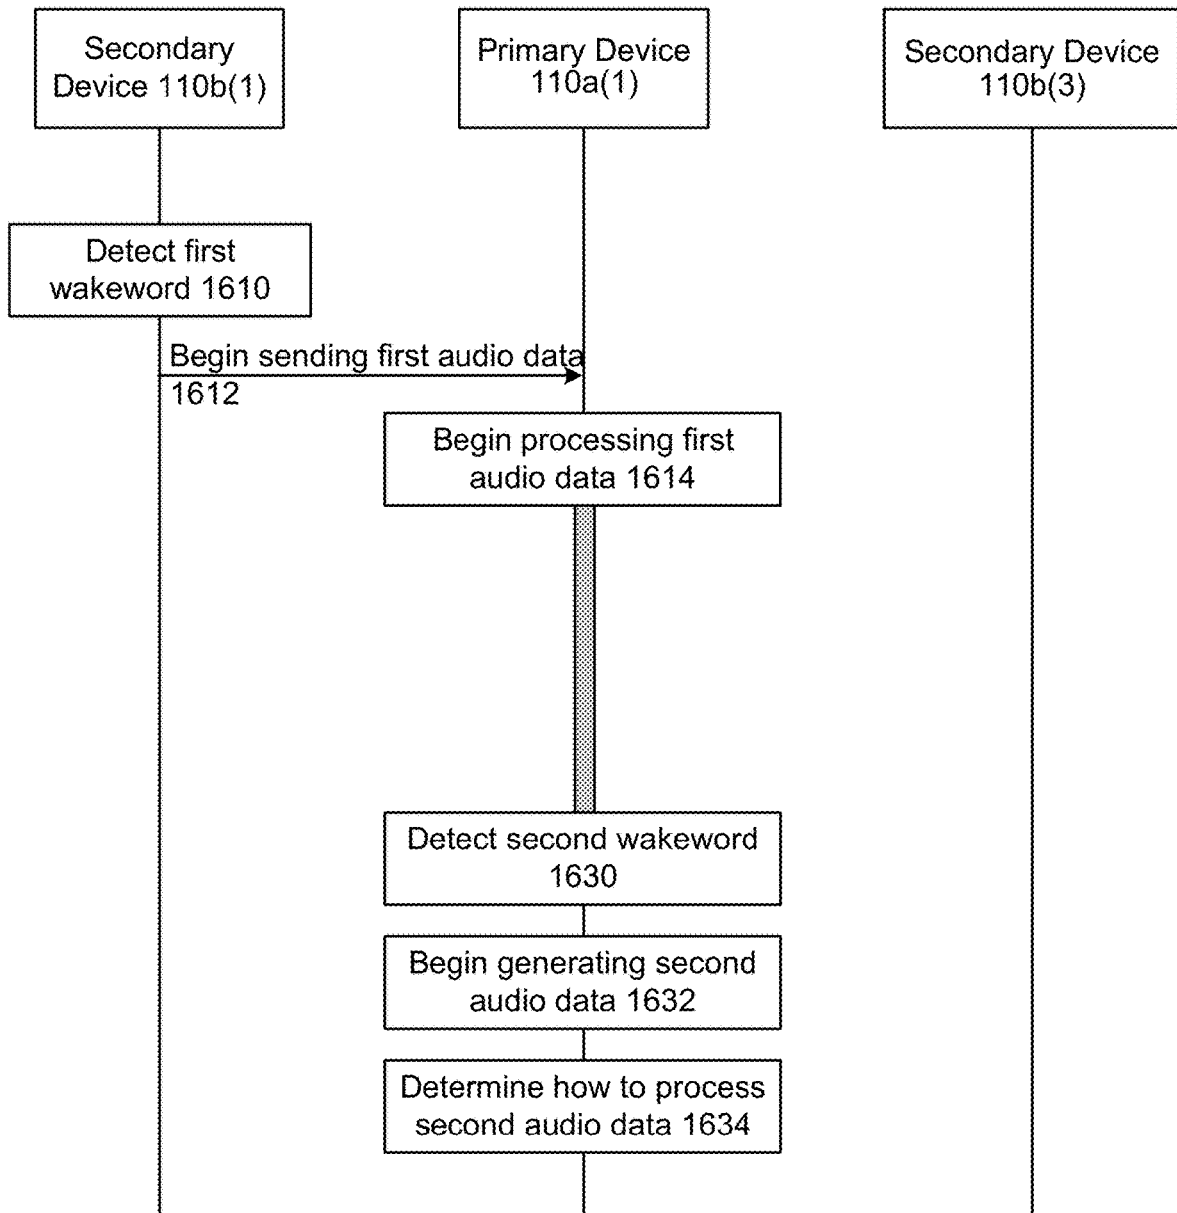 Secondary
Device 110b(1)
Primary Device
110a(1)
Secondary Device
110b(3)
Detect first
wakeword 1610
Begin sending first audio data
1612
Begin processing first
audio data 1614
Detect second wakeword
1630
Begin generating second
audio data 1632
Determine how to process
second audio data 1634